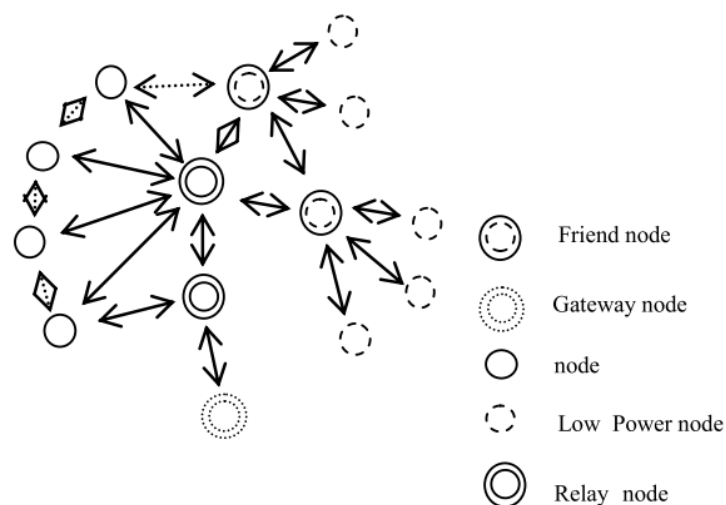 Friend node
Gateway node
node
Low Power node
Relay node